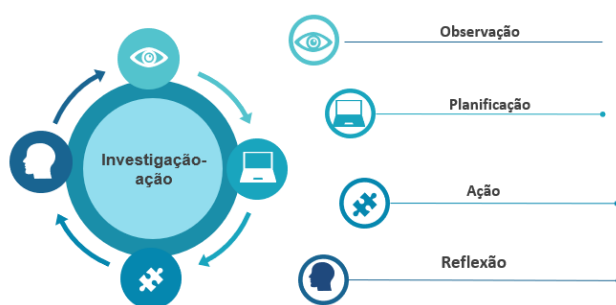 Investigação-
ação
Observação
Planificação
Ação
Reflexão